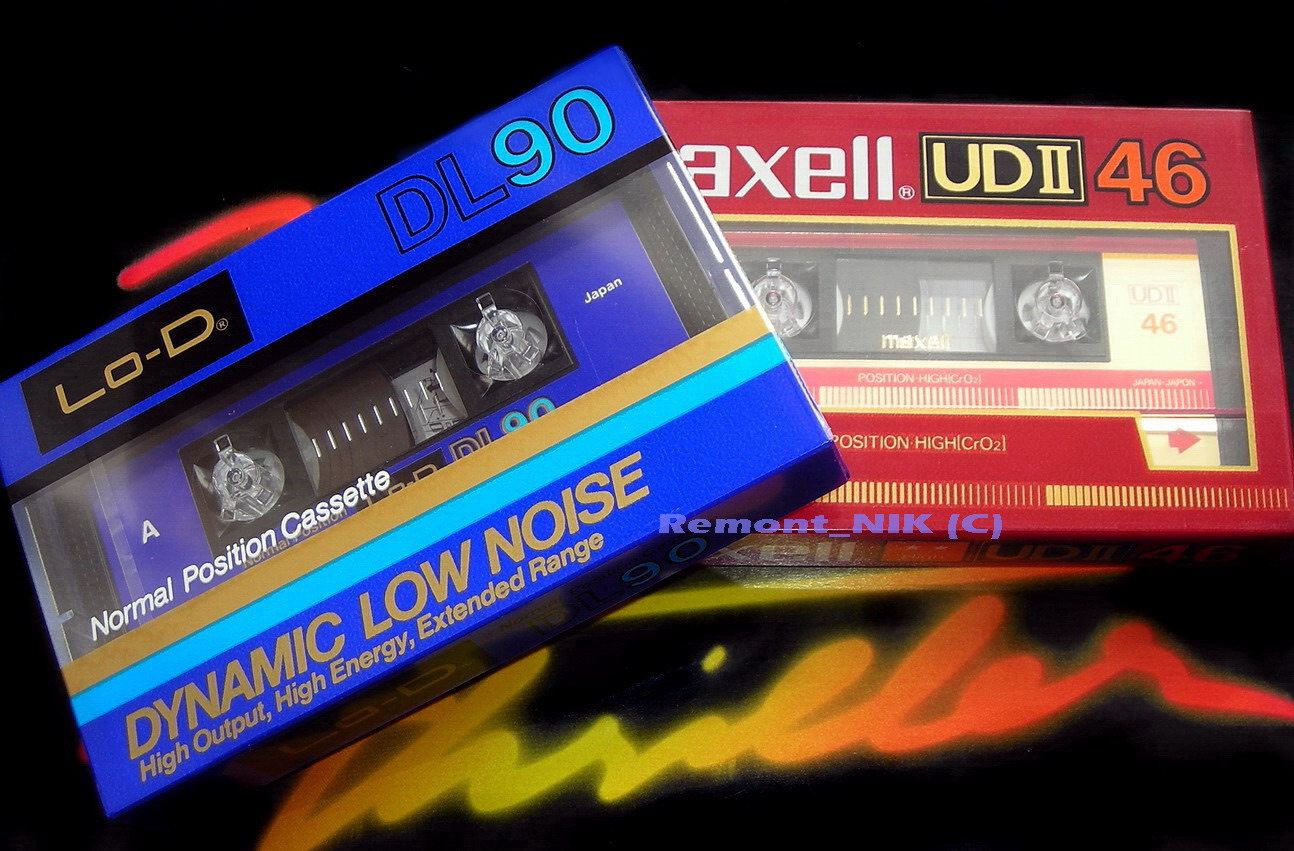 DL90
Lo-D®
Japan
DL90
A
Normal Position Cassette
DYNAMIC LOW NOISE
High Output, High Energy, Extended Range
axell® UDII 46
UDII
46
maxell
POSITION·HIGH[CrO₂]
JAPAN·JAPON
POSITION·HIGH[CrO₂]
Remont_NIK (C)